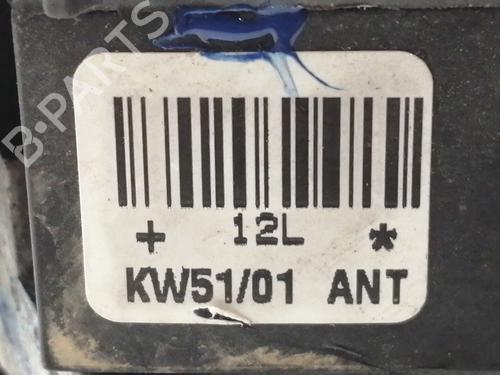 B-PARTS
+ 12L *
KW51/01 ANT